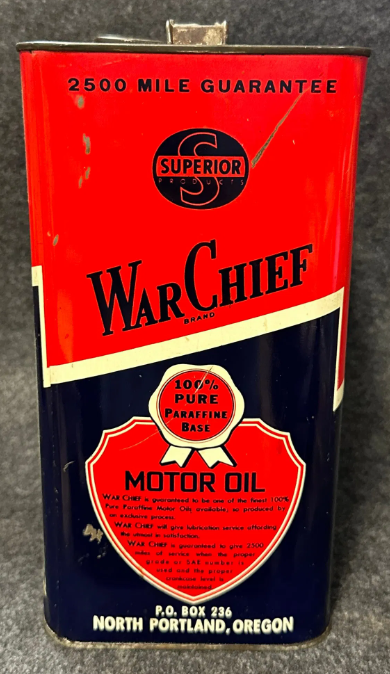 2500 MILE GUARANTEE
S
SUPERIOR
PRODUCTS
WAR CHIEF
BRAND
100%
PURE
PARAFFINE
BASE
MOTOR OIL
WAR CHIEF is guaranteed to be one of the finest 100%
Pure Paraffine Motor Oils available, as produced by
an exclusive process.
WAR CHIEF will give lubrication service affording
the utmost in satisfaction.
WAR CHIEF is guaranteed to give 2500
miles of service when the proper
grade or SAE number is
used and the proper
crankcase level is
maintained.
P.O. BOX 236
NORTH PORTLAND, OREGON